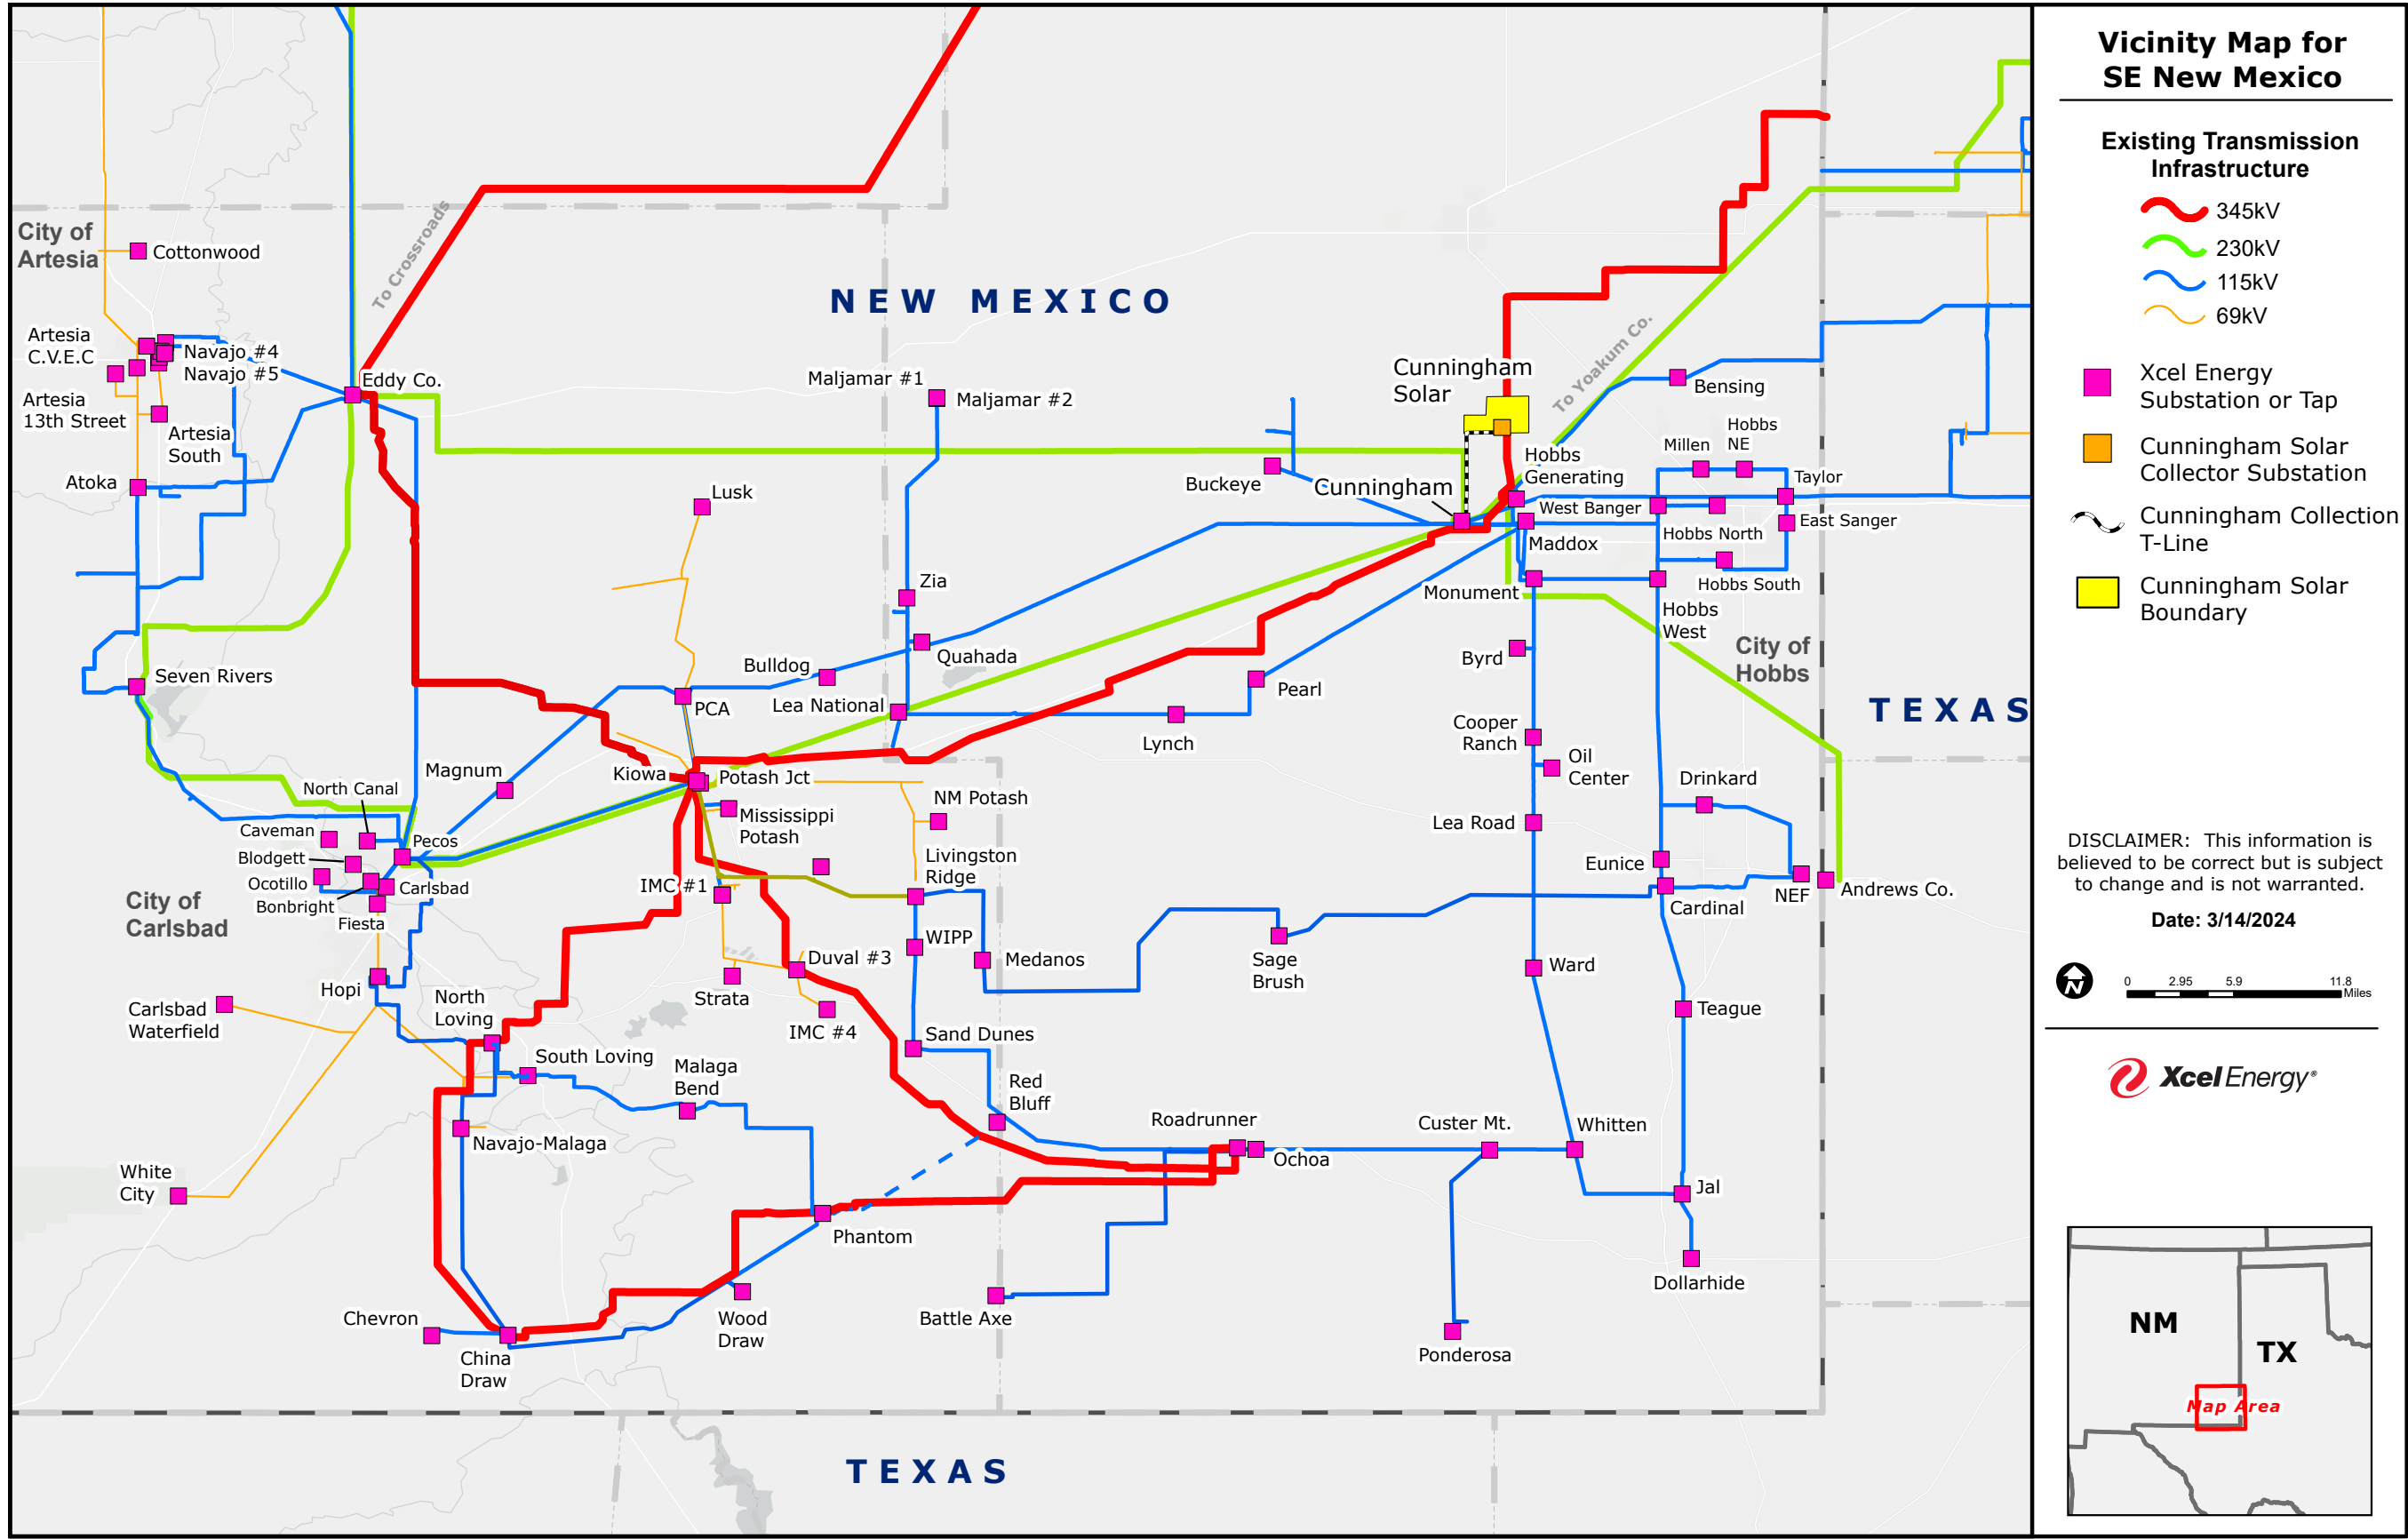 Vicinity Map for
SE New Mexico
Existing Transmission
Infrastructure
345kV
230kV
115kV
69kV
Xcel Energy
Substation or Tap
Cunningham Solar
Collector Substation
Cunningham Collection
T-Line
Cunningham Solar
Boundary
DISCLAIMER: This information is
believed to be correct but is subject
to change and is not warranted.
Date: 3/14/2024
N
0 2.95 5.9 11.8
Miles
Xcel Energy®
NM
TX
Map Area
NEW MEXICO
TEXAS
TEXAS
City of
Artesia
Cottonwood
To Crossroads
Artesia
C.V.E.C
Navajo #4
Navajo #5
Eddy Co.
Artesia
13th Street
Artesia
South
Atoka
Seven Rivers
Maljamar #1
Maljamar #2
Lusk
Zia
Quahada
Bulldog
PCA
Lea National
Lynch
Pearl
Buckeye
Cunningham
Cunningham
Solar
To Yoakum Co.
Bensing
Hobbs
Generating
Millen
Hobbs
NE
Taylor
West Banger
East Sanger
Hobbs North
Maddox
Hobbs South
Monument
Hobbs
West
City of
Hobbs
Byrd
Cooper
Ranch
Oil
Center
Drinkard
Lea Road
Eunice
Cardinal
NEF
Andrews Co.
Magnum
Kiowa
Potash Jct
North Canal
Mississippi
Potash
NM Potash
Caveman
Pecos
Blodgett
Ocotillo
Carlsbad
Bonbright
Fiesta
City of
Carlsbad
IMC #1
Livingston
Ridge
WIPP
Medanos
Sage
Brush
Ward
Teague
Hopi
Carlsbad
Waterfield
North
Loving
Strata
Duval #3
IMC #4
Sand Dunes
South Loving
Malaga
Bend
Red
Bluff
Roadrunner
Ochoa
Custer Mt.
Whitten
Navajo-Malaga
White
City
Jal
Phantom
Dollarhide
Chevron
China
Draw
Wood
Draw
Battle Axe
Ponderosa